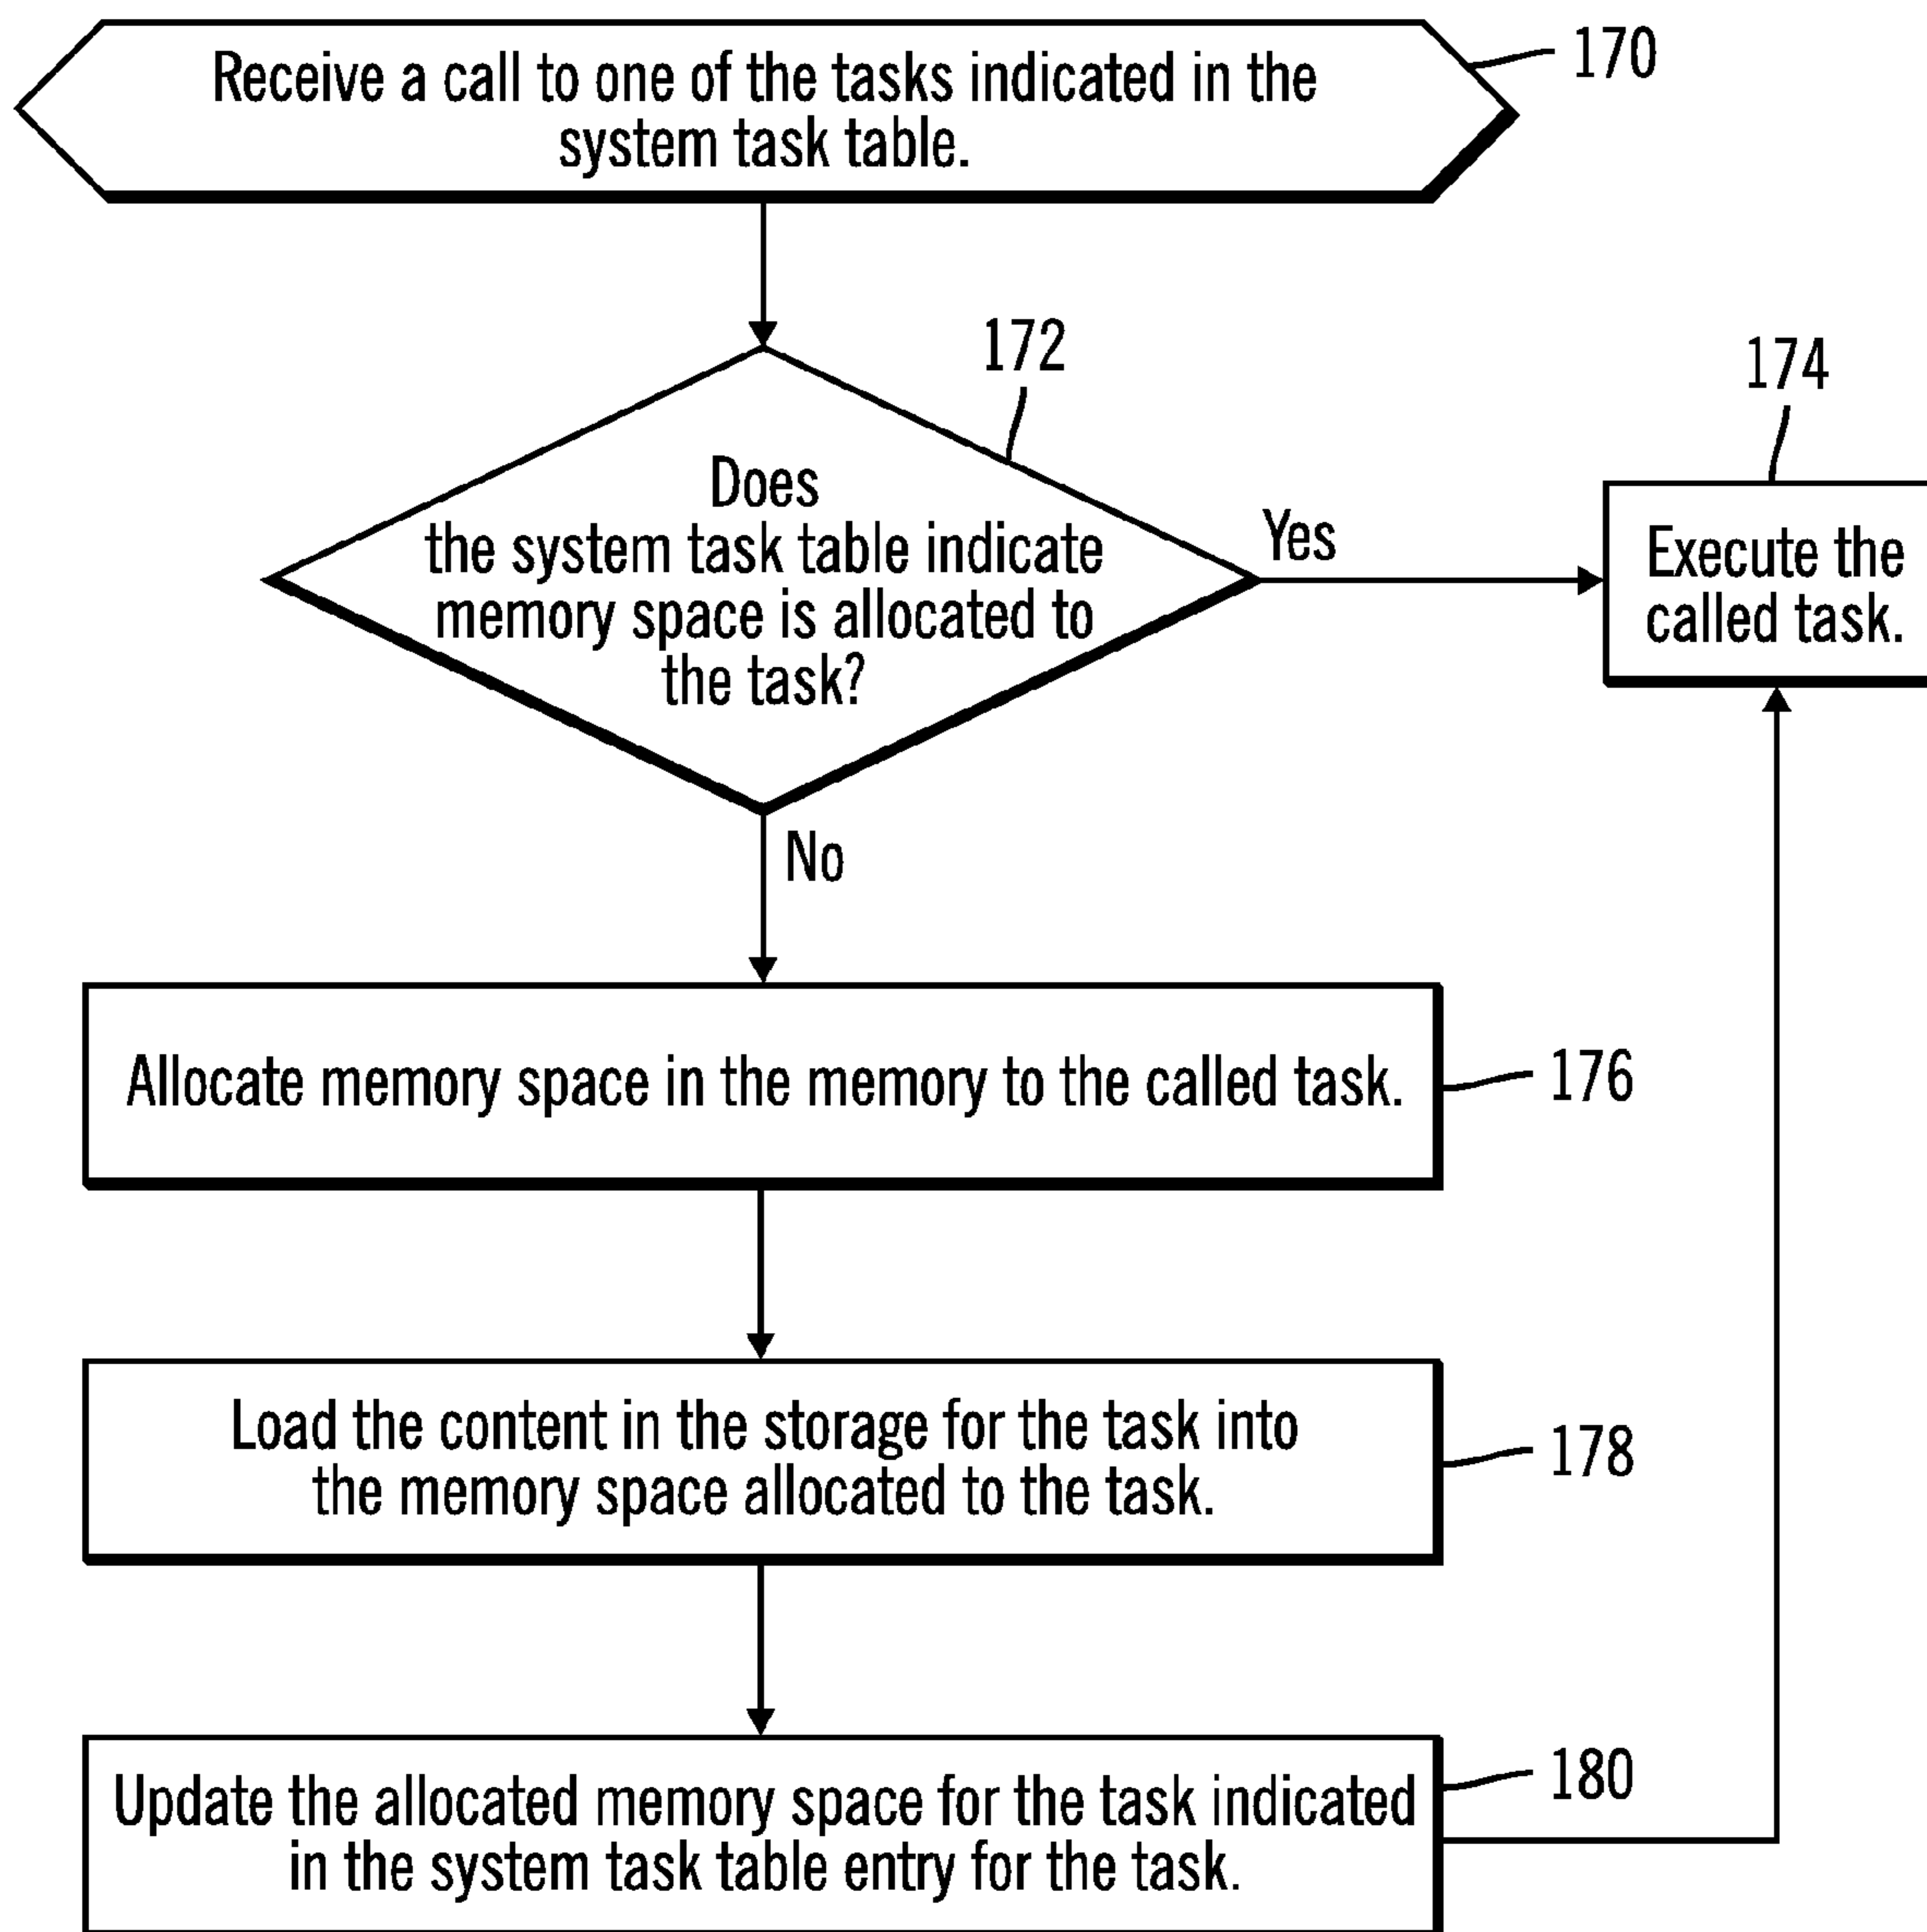 Receive a call to one of the tasks indicated in the
system task table.
170
172
Does
the system task table indicate
memory space is allocated to
the task?
Yes
174
Execute the
called task.
No
Allocate memory space in the memory to the called task.
176
Load the content in the storage for the task into
the memory space allocated to the task.
178
Update the allocated memory space for the task indicated
in the system task table entry for the task.
180